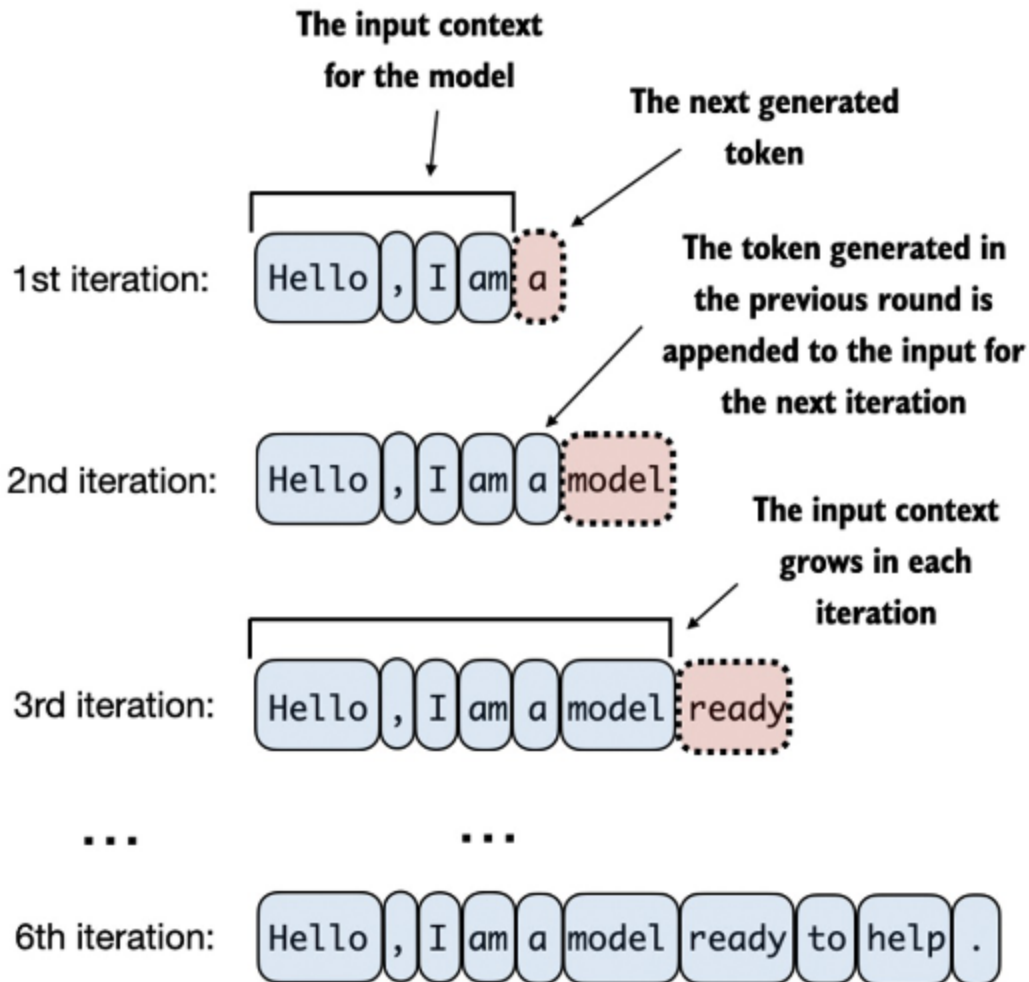 The input context
for the model
The next generated
token
1st iteration: Hello , I am a
The token generated in
the previous round is
appended to the input for
the next iteration
2nd iteration: Hello , I am a model
The input context
grows in each
iteration
3rd iteration: Hello , I am a model ready
... ...
6th iteration: Hello , I am a model ready to help .